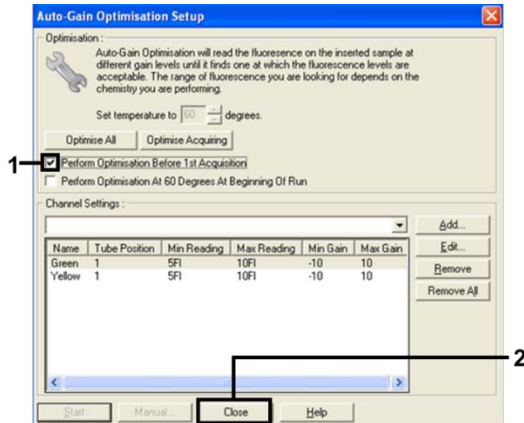 Auto-Gain Optimisation Setup
Optimisation :
Auto-Gain Optimisation will read the fluoresence on the inserted sample at
different gain levels until it finds one at which the fluorescence levels are
acceptable. The range of fluorescence you are looking for depends on the
chemistry you are performing.
Set temperature to 60 degrees.
Optimise All Optimise Acquiring
1 Perform Optimisation Before 1st Acquisition
Perform Optimisation At 60 Degrees At Beginning Of Run
Channel Settings :
Add...
Name Tube Position Min Reading Max Reading Min Gain Max Gain Edit...
Green 1 5Fl 10Fl -10 10
Remove
Yellow 1 5Fl 10Fl -10 10
Remove All
2
Start Manual... Close Help